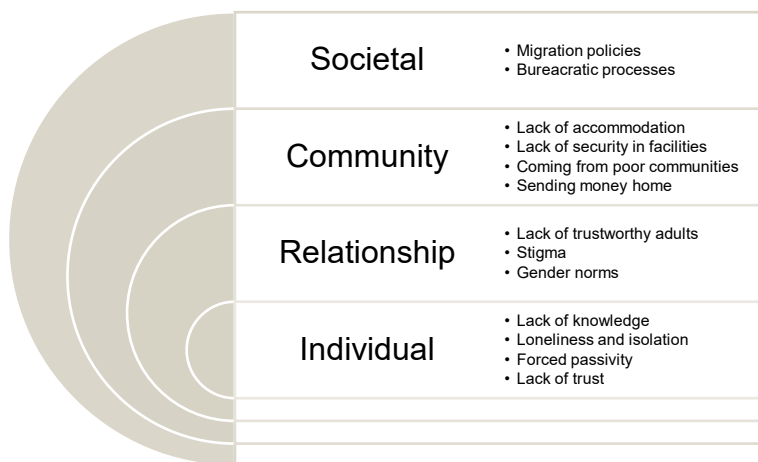 Societal
• Migration policies
• Bureacratic processes
Community
• Lack of accommodation
• Lack of security in facilities
• Coming from poor communities
• Sending money home
Relationship
• Lack of trustworthy adults
• Stigma
• Gender norms
Individual
• Lack of knowledge
• Loneliness and isolation
• Forced passivity
• Lack of trust